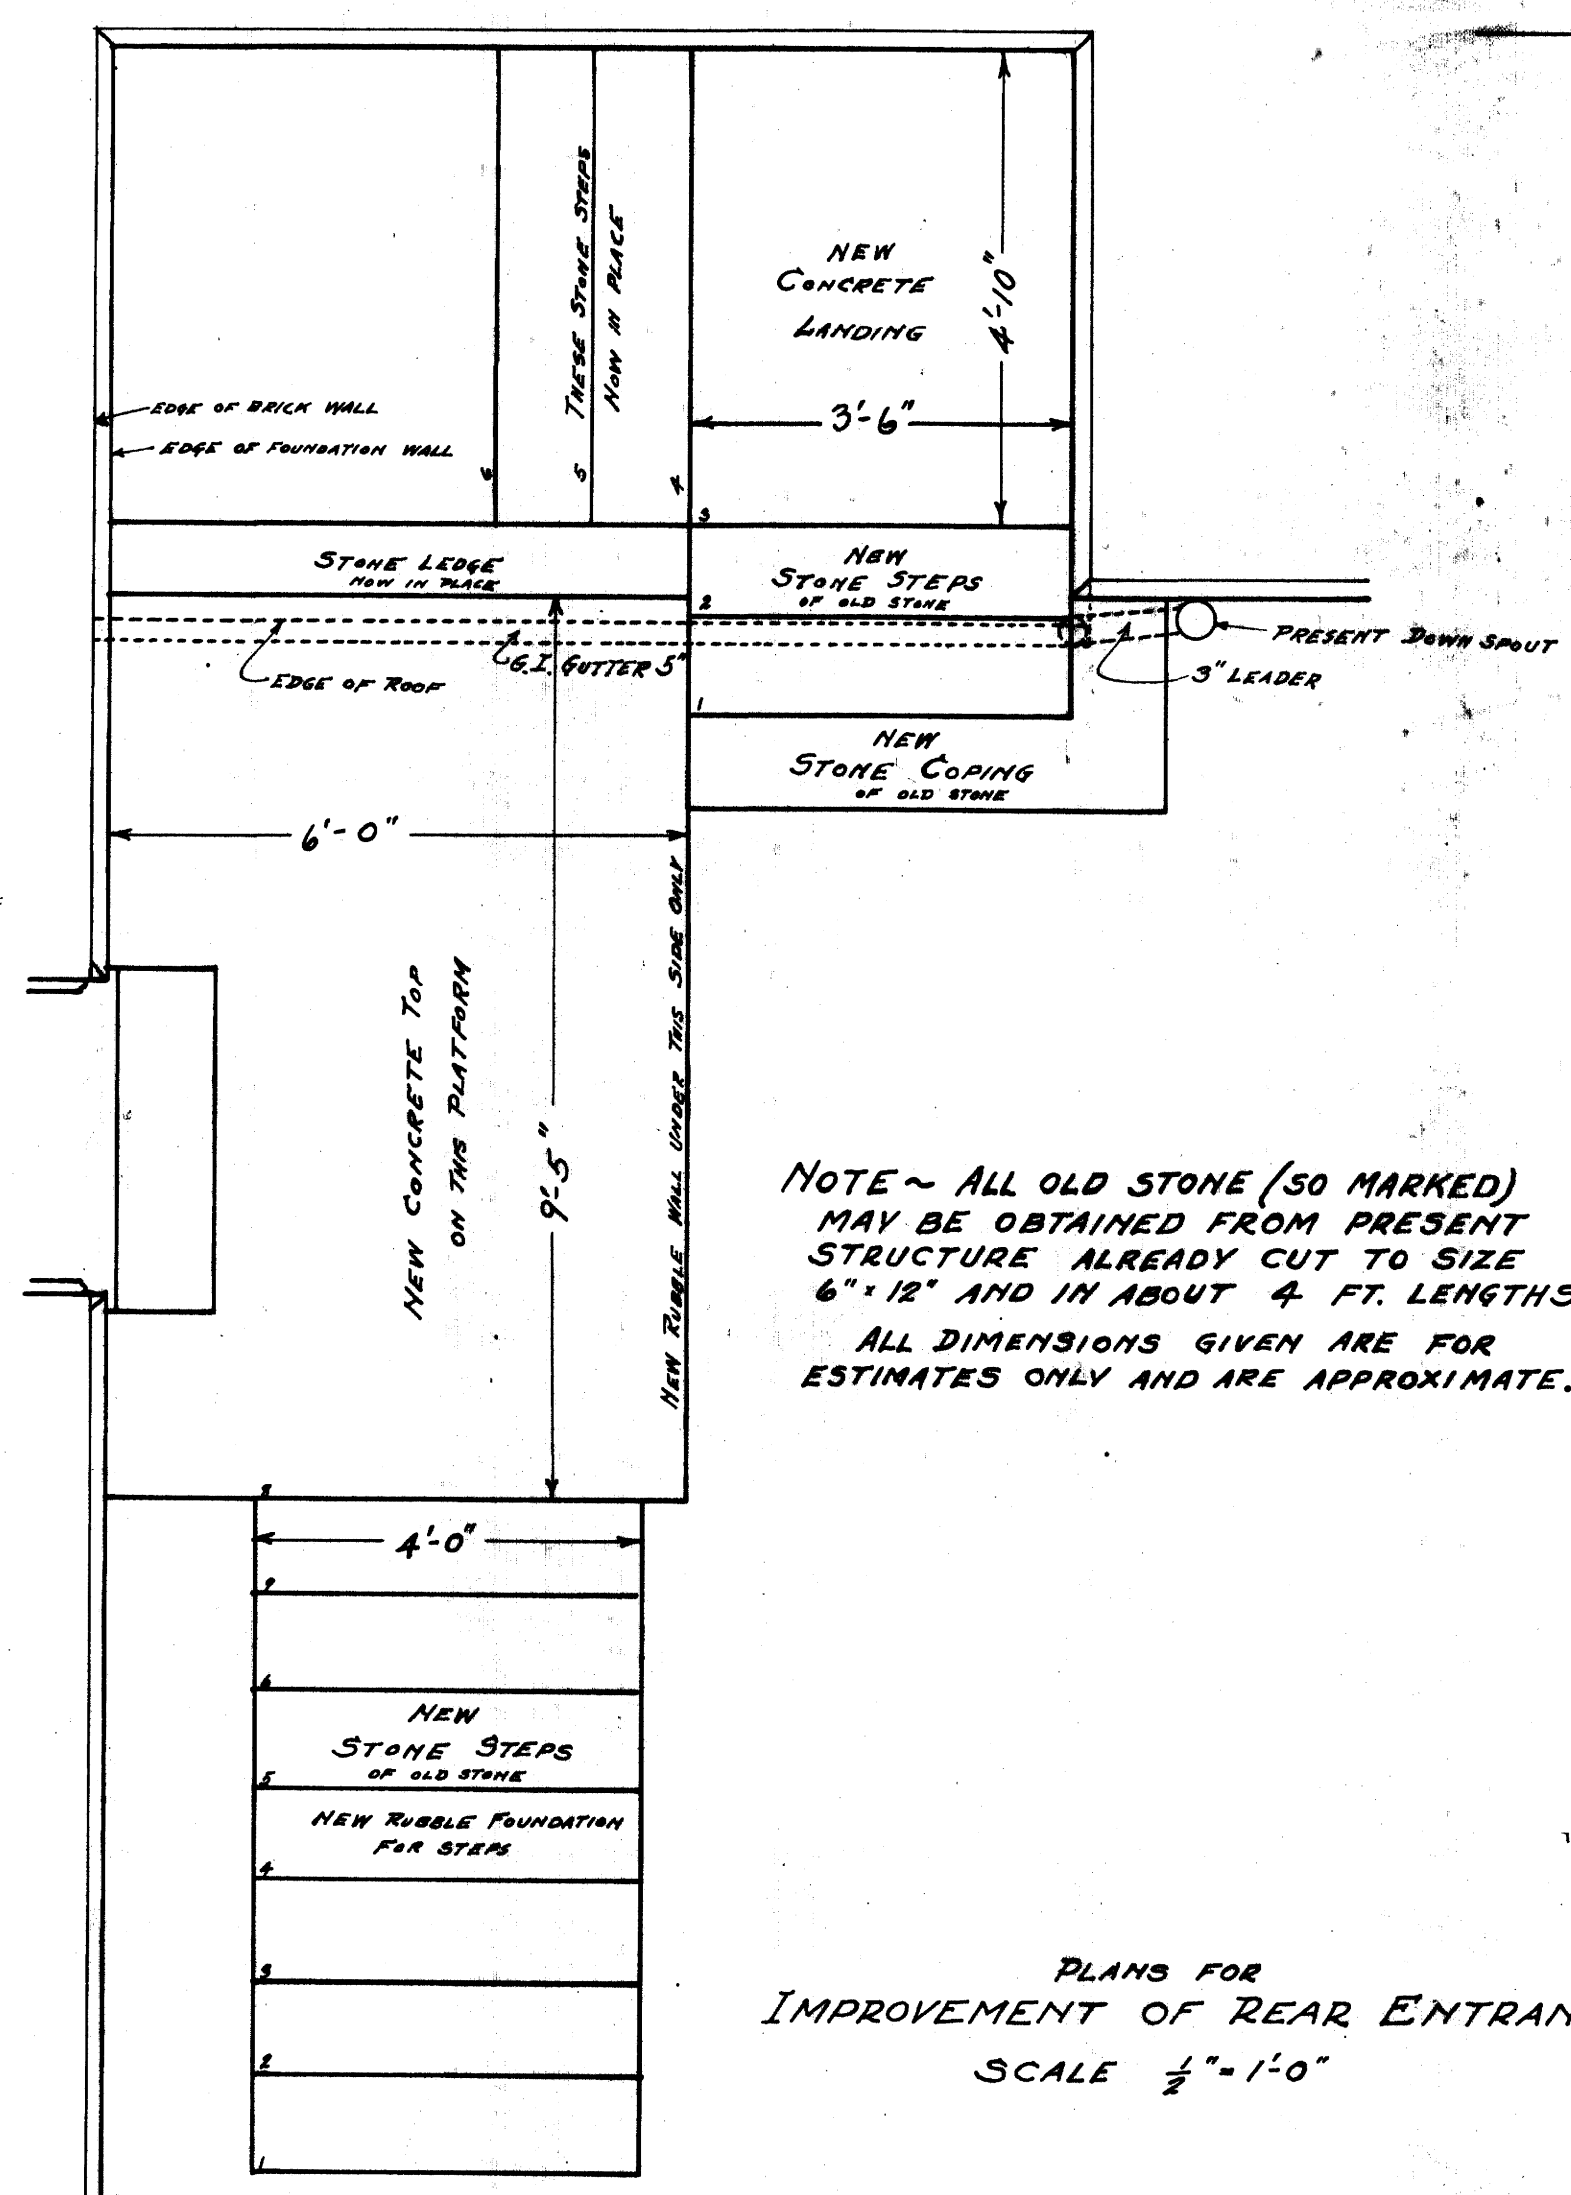 THESE STONE STEPS
NOW IN PLACE
NEW
CONCRETE
LANDING
4'-10"
3'-6"
EDGE OF BRICK WALL
EDGE OF FOUNDATION WALL
6
5
4
3
STONE LEDGE
NOW IN PLACE
NEW
STONE STEPS
OF OLD STONE
2
EDGE OF ROOF
G.I. GUTTER 5"
PRESENT DOWN SPOUT
3" LEADER
1
NEW
STONE COPING
OF OLD STONE
6'-0"
NEW CONCRETE TOP
ON THIS PLATFORM
9'-5"
NEW RUBBLE WALL UNDER THIS SIDE ONLY
NOTE ~ ALL OLD STONE (SO MARKED)
MAY BE OBTAINED FROM PRESENT
STRUCTURE ALREADY CUT TO SIZE
6" x 12" AND IN ABOUT 4 FT. LENGTHS
ALL DIMENSIONS GIVEN ARE FOR
ESTIMATES ONLY AND ARE APPROXIMATE.
4'-0"
6
NEW
STONE STEPS
OF OLD STONE
5
NEW RUBBLE FOUNDATION
FOR STEPS
4
3
2
1
PLANS FOR
IMPROVEMENT OF REAR ENTRAN
SCALE 1/2" = 1'-0"